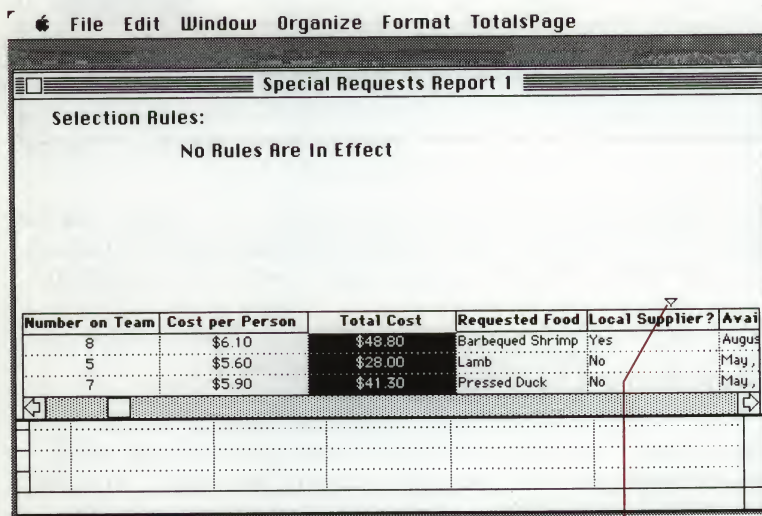 File Edit Window Organize Format TotalsPage
Special Requests Report 1
Selection Rules:
No Rules Are In Effect
Number on Team Cost per Person Total Cost Requested Food Local Supplier? Avai
8 $6.10 $48.80 Barbequed Shrimp Yes Augus
5 $5.60 $28.00 Lamb No May,
7 $5.90 $41.30 Pressed Duck No May,